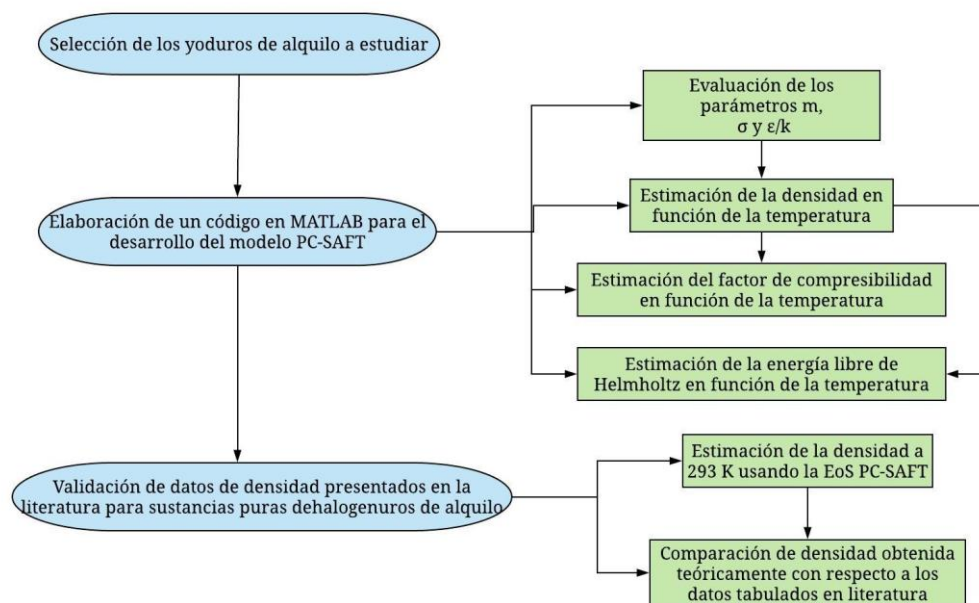 Selección de los yoduros de alquilo a estudiar
Evaluación de los
parámetros m,
σ y ε/k
Elaboración de un código en MATLAB para el
desarrollo del modelo PC-SAFT
Estimación de la densidad en
función de la temperatura
Estimación del factor de compresibilidad
en función de la temperatura
Estimación de la energía libre de
Helmholtz en función de la temperatura
Validación de datos de densidad presentados en la
literatura para sustancias puras dehalogenuros de alquilo
Estimación de la densidad a
293 K usando la EoS PC-SAFT
Comparación de densidad obtenida
teóricamente con respecto a los
datos tabulados en literatura